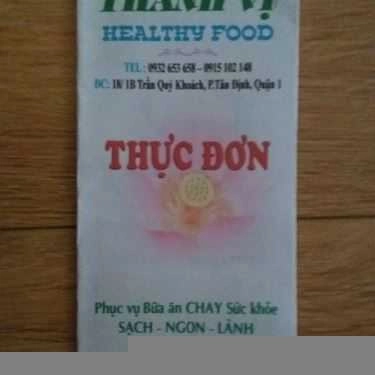 THANH VỊ
HEALTHY FOOD
TEL : 0932 653 658 - 0915 102 148
ĐC: 18/ 1B Trần Quý Khoách, P.Tân Định, Quận 1
THỰC ĐƠN
Phục vụ Bữa ăn CHAY Sức khỏe
SẠCH - NGON - LÀNH